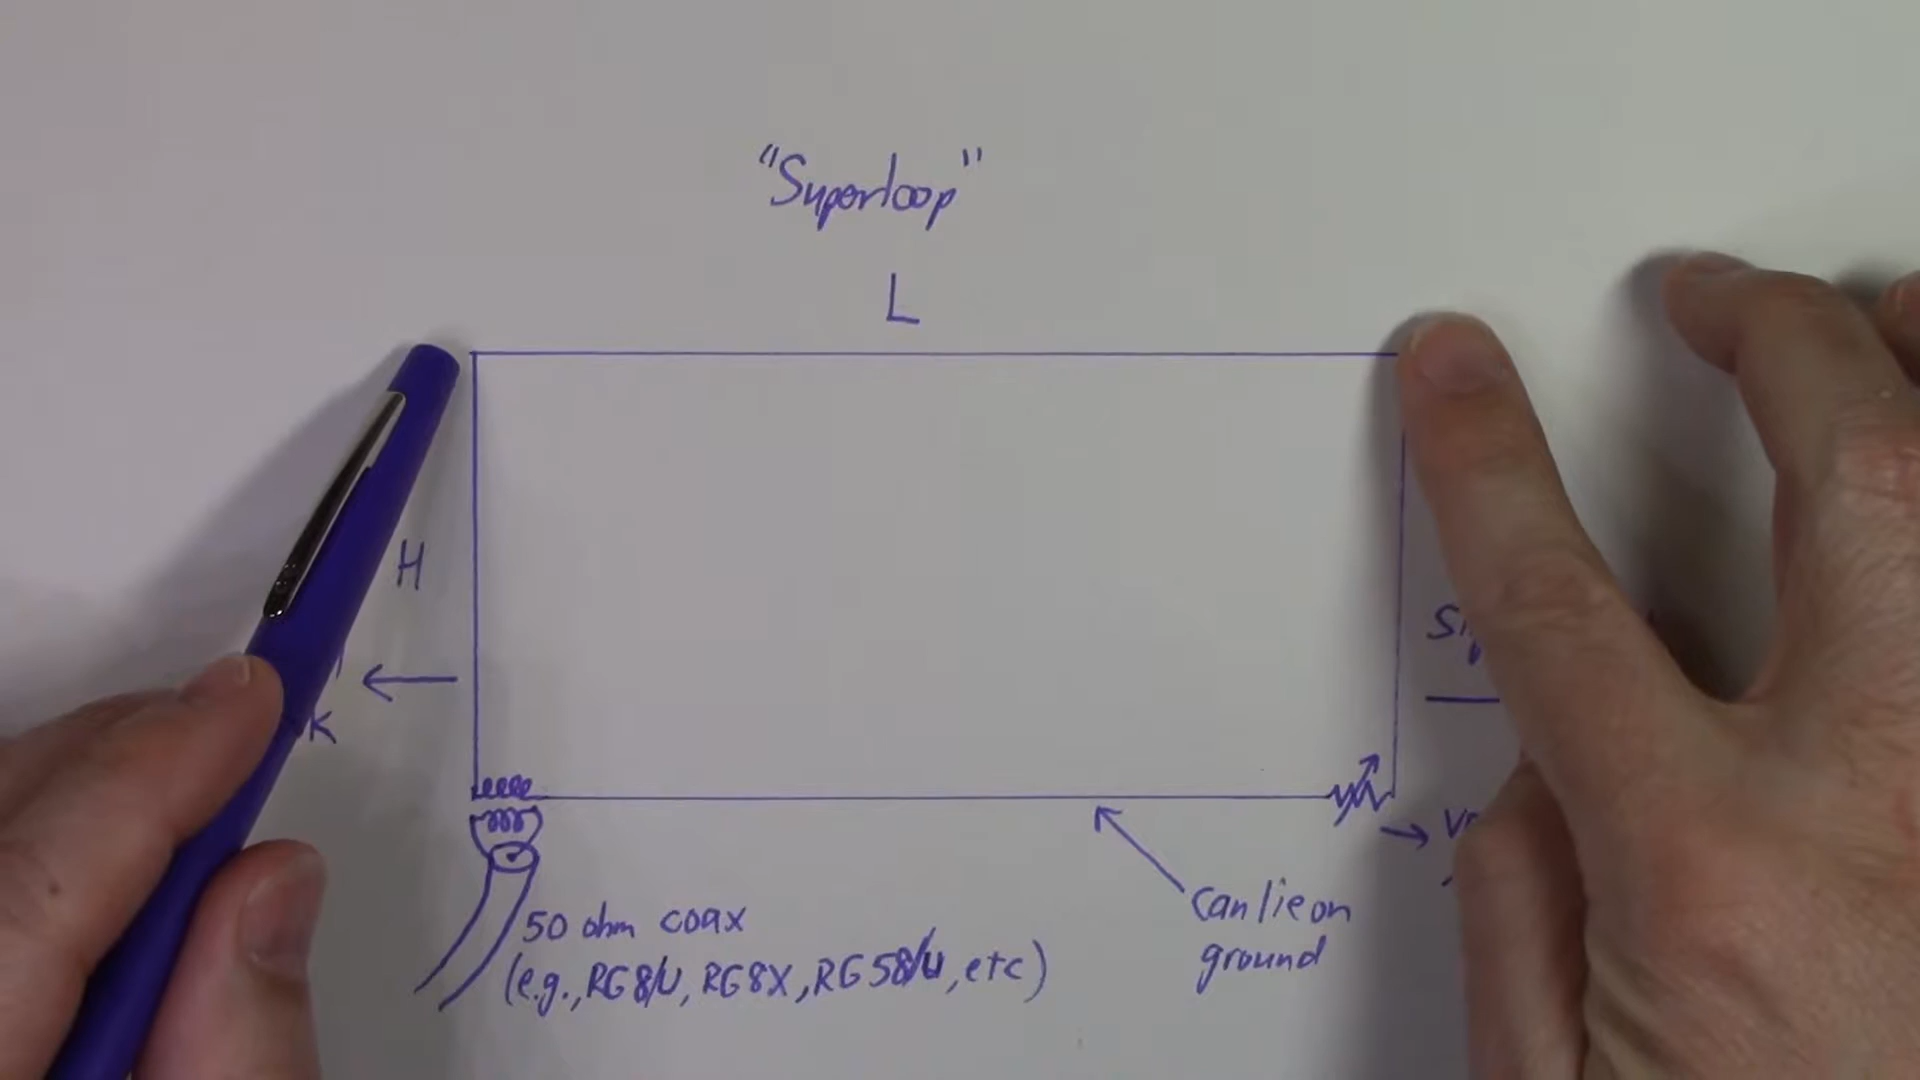 "Superloop"
L
H
50 ohm coax
(e.g., RG8/U, RG8X, RG58/U, etc)
can lie on
ground